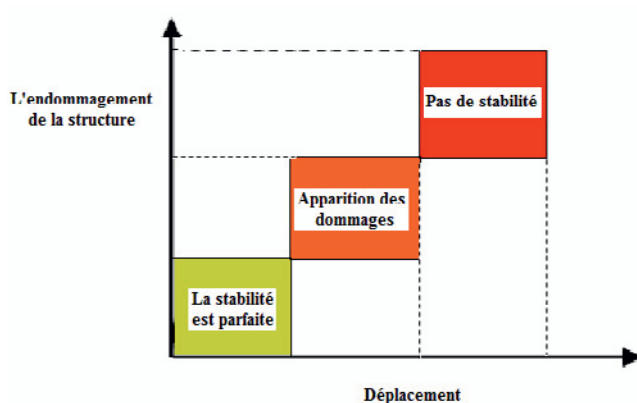 L'endommagement
de la structure
Pas de stabilité
Apparition des
dommages
La stabilité
est parfaite
Déplacement